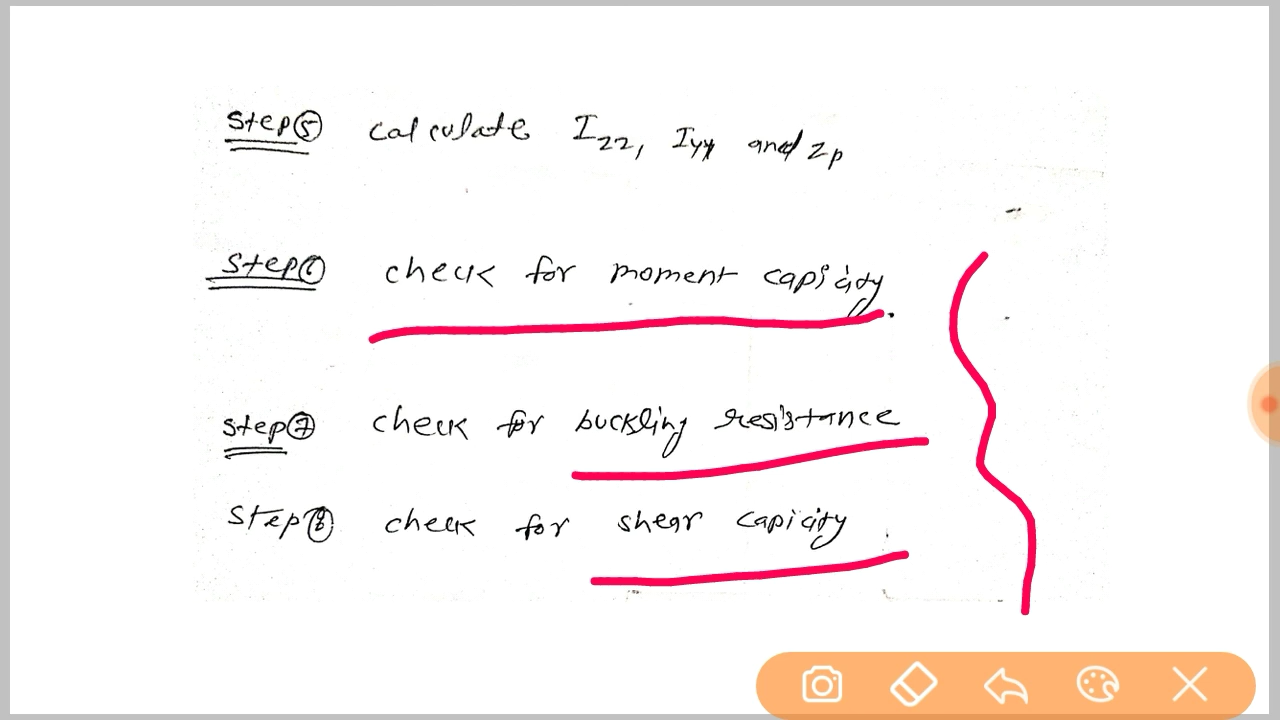 Step⑤ calculate Izz, Iyy and zp
Step⑥ check for moment capicity.
Step⑦ check for buckling resistance
Step⑧ check for shear capicity